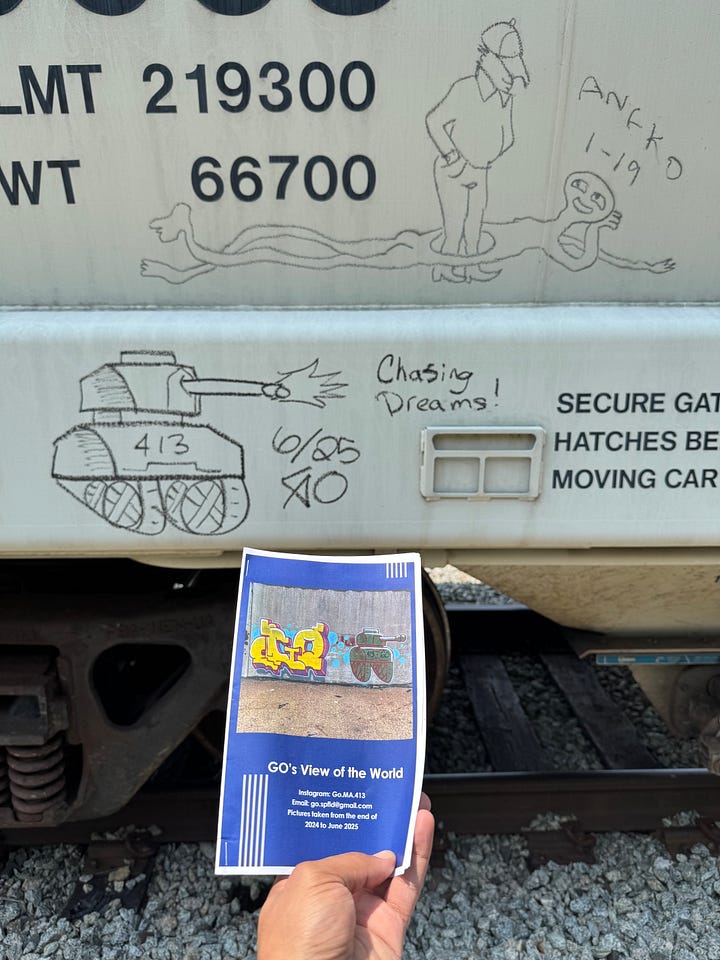 LMT 219300
WT 66700
ANEKO
1-19
413
6/25
GO
Chasing
Dreams!
SECURE GAT
HATCHES BE
MOVING CAR
GO
GO's View of the World
Instagram: Go.MA.413
Email: go.spfld@gmail.com
Pictures taken from the end of
2024 to June 2025